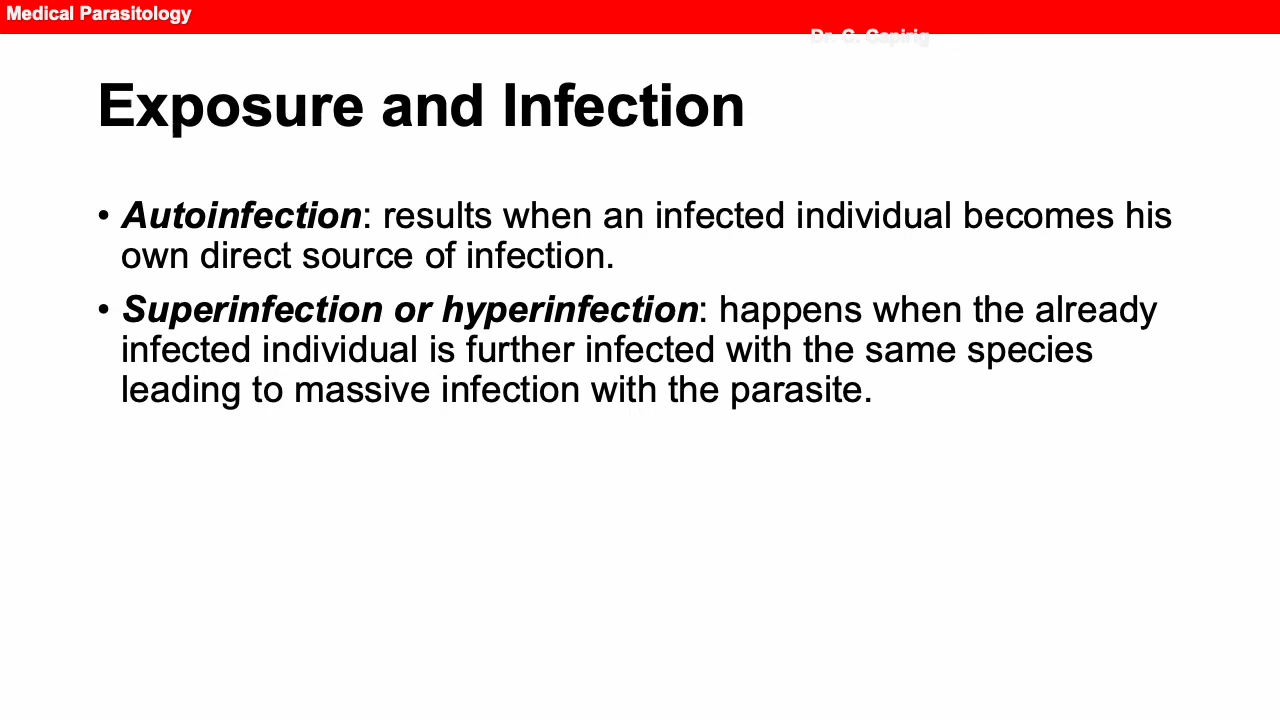 Medical Parasitology
Dr. C. Capirig
Exposure and Infection
• Autoinfection: results when an infected individual becomes his
own direct source of infection.
• Superinfection or hyperinfection: happens when the already
infected individual is further infected with the same species
leading to massive infection with the parasite.